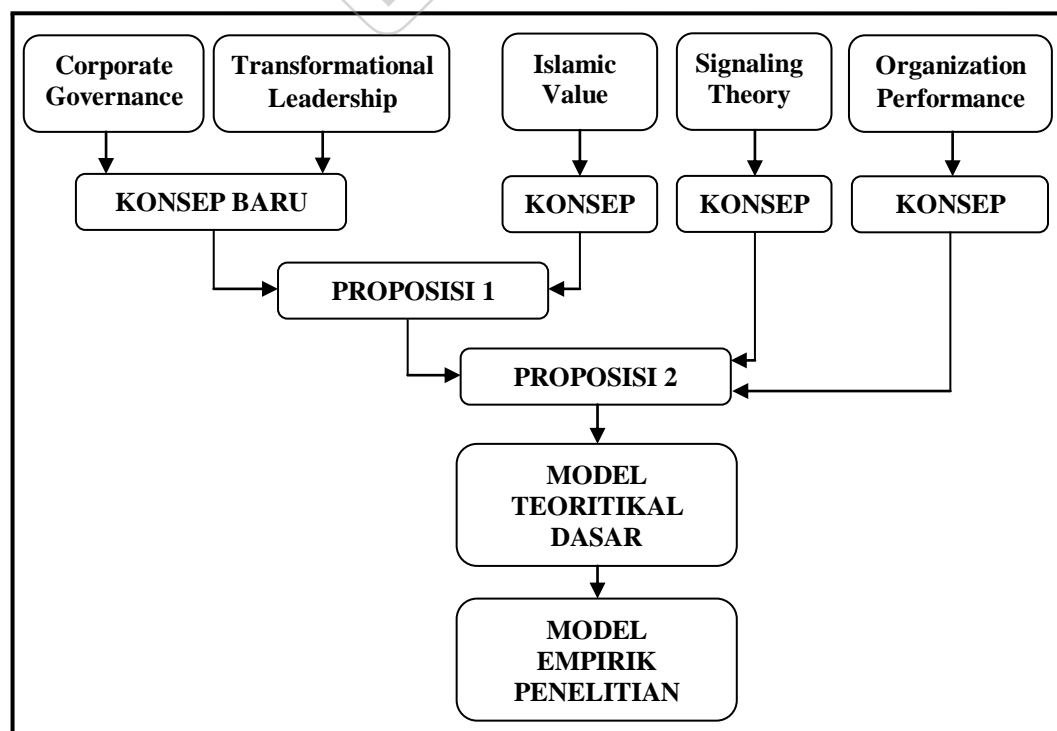 Corporate
Governance
Transformational
Leadership
Islamic
Value
Signaling
Theory
Organization
Performance
KONSEP BARU
KONSEP
KONSEP
KONSEP
PROPOSISI 1
PROPOSISI 2
MODEL
TEORITIKAL
DASAR
MODEL
EMPIRIK
PENELITIAN